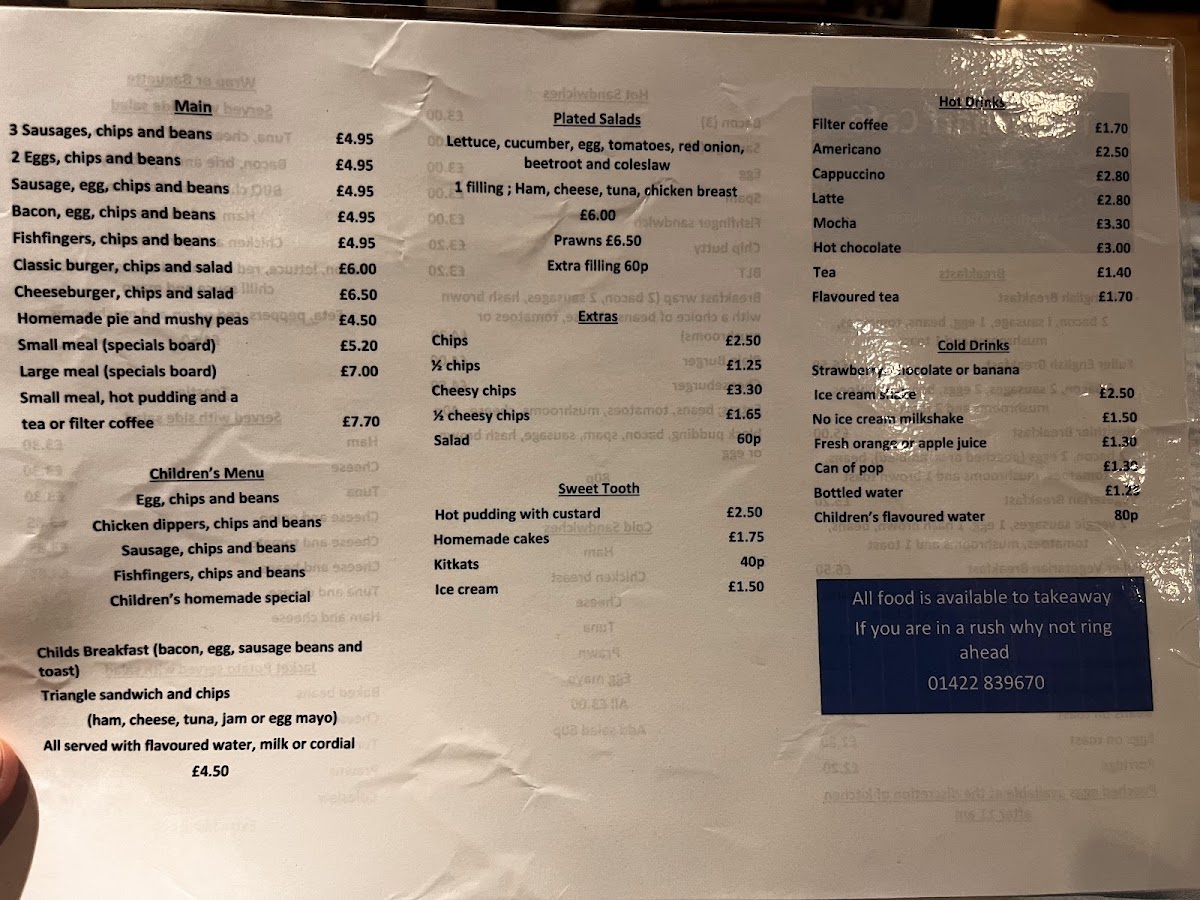 Main
3 Sausages, chips and beans £4.95
2 Eggs, chips and beans £4.95
Sausage, egg, chips and beans £4.95
Bacon, egg, chips and beans £4.95
Fishfingers, chips and beans £4.95
Classic burger, chips and salad £6.00
Cheeseburger, chips and salad £6.50
Homemade pie and mushy peas £4.50
Small meal (specials board) £5.20
Large meal (specials board) £7.00
Small meal, hot pudding and a
tea or filter coffee £7.70
Children's Menu
Egg, chips and beans
Chicken dippers, chips and beans
Sausage, chips and beans
Fishfingers, chips and beans
Children's homemade special
Childs Breakfast (bacon, egg, sausage beans and
toast)
Triangle sandwich and chips
(ham, cheese, tuna, jam or egg mayo)
All served with flavoured water, milk or cordial
£4.50
Plated Salads
Lettuce, cucumber, egg, tomatoes, red onion,
beetroot and coleslaw
1 filling ; Ham, cheese, tuna, chicken breast
£6.00
Prawns £6.50
Extra filling 60p
Extras
Chips £2.50
½ chips £1.25
Cheesy chips £3.30
½ cheesy chips £1.65
Salad 60p
Sweet Tooth
Hot pudding with custard £2.50
Homemade cakes £1.75
Kitkats 40p
Ice cream £1.50
Hot Drinks
Filter coffee £1.70
Americano £2.50
Cappuccino £2.80
Latte £2.80
Mocha £3.30
Hot chocolate £3.00
Tea £1.40
Flavoured tea £1.70
Cold Drinks
Strawberry, chocolate or banana
Ice cream shake £2.50
No ice cream milkshake £1.50
Fresh orange or apple juice £1.30
Can of pop
Bottled water
Children's flavoured water 80p
All food is available to takeaway
If you are in a rush why not ring
ahead
01422 839670